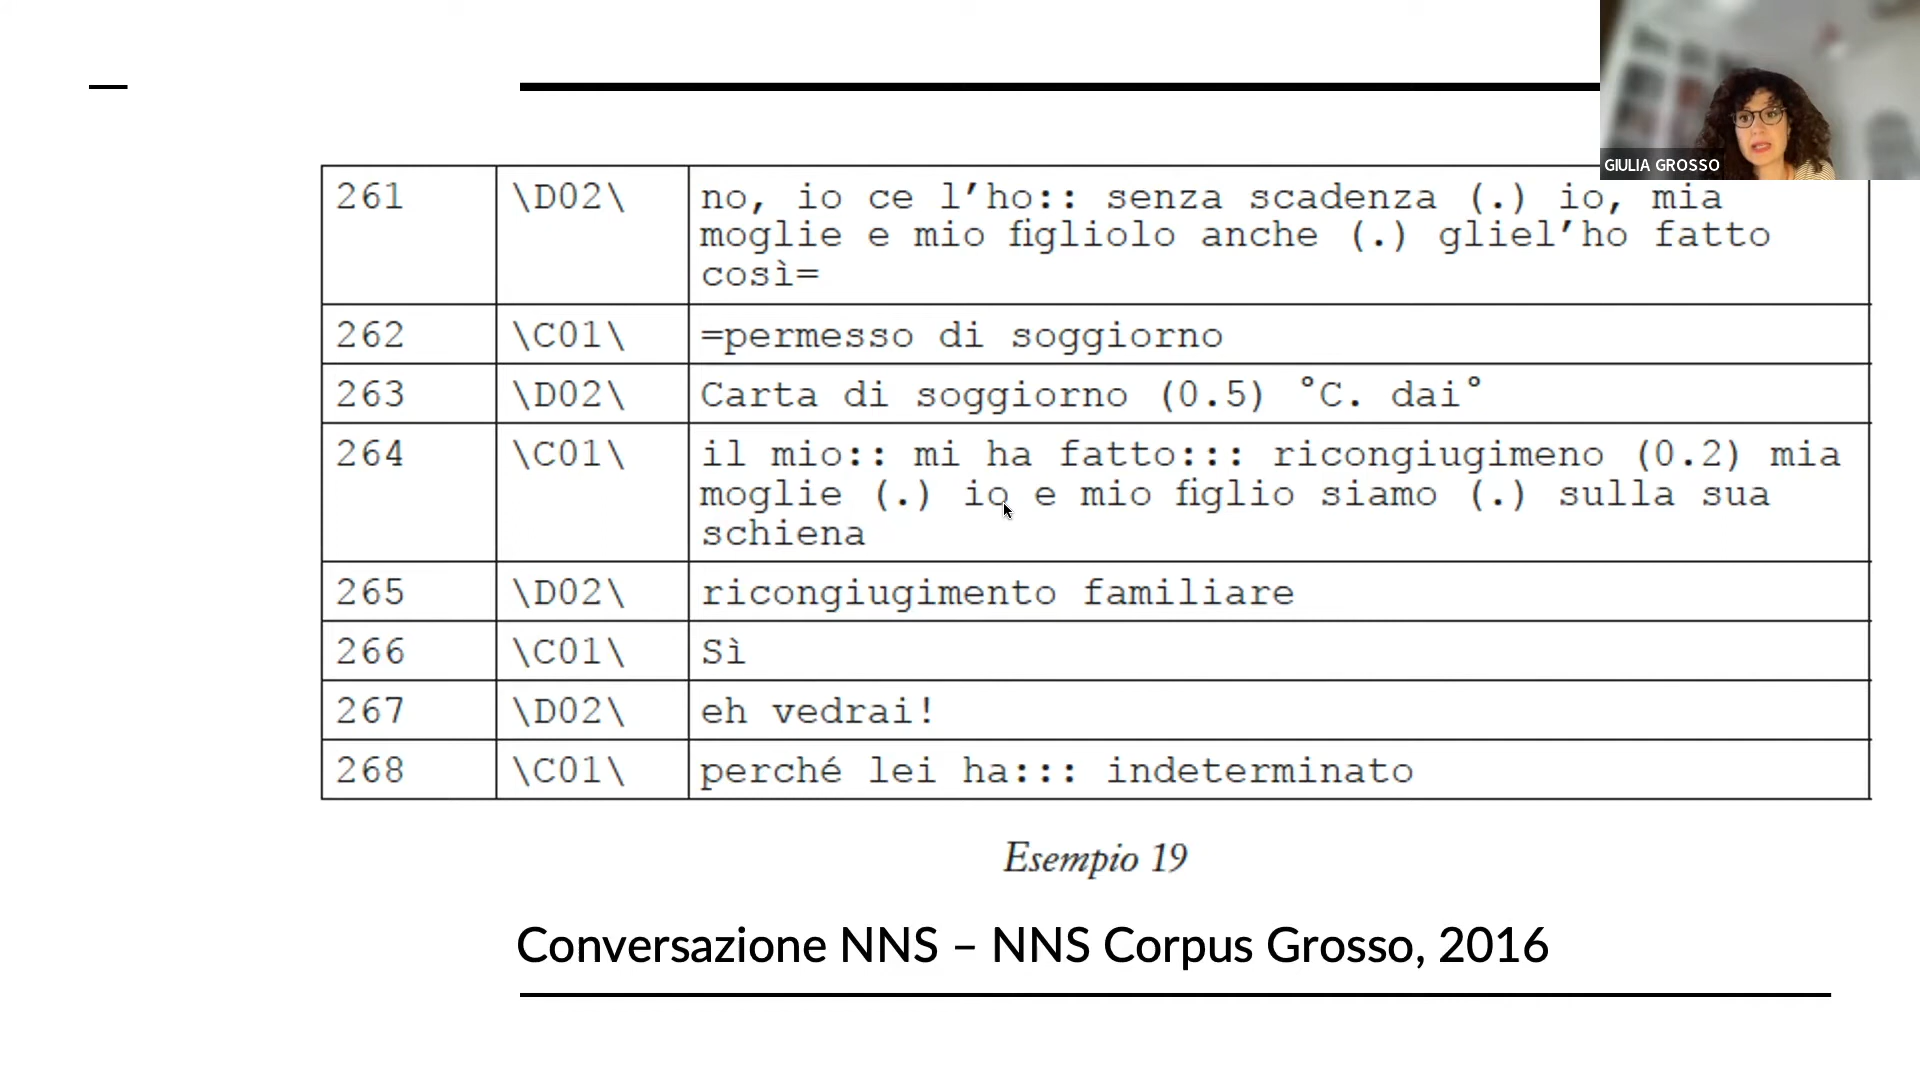 GIULIA GROSSO
261 \D02\ no, io ce l’ho:: senza scadenza (.) io, mia
moglie e mio figliolo anche (.) gliel’ho fatto
così=
262 \C01\ =permesso di soggiorno
263 \D02\ Carta di soggiorno (0.5) °C. dai°
264 \C01\ il mio:: mi ha fatto::: ricongiugimeno (0.2) mia
moglie (.) io e mio figlio siamo (.) sulla sua
schiena
265 \D02\ ricongiugimento familiare
266 \C01\ Sì
267 \D02\ eh vedrai!
268 \C01\ perché lei ha::: indeterminato
Esempio 19
Conversazione NNS – NNS Corpus Grosso, 2016